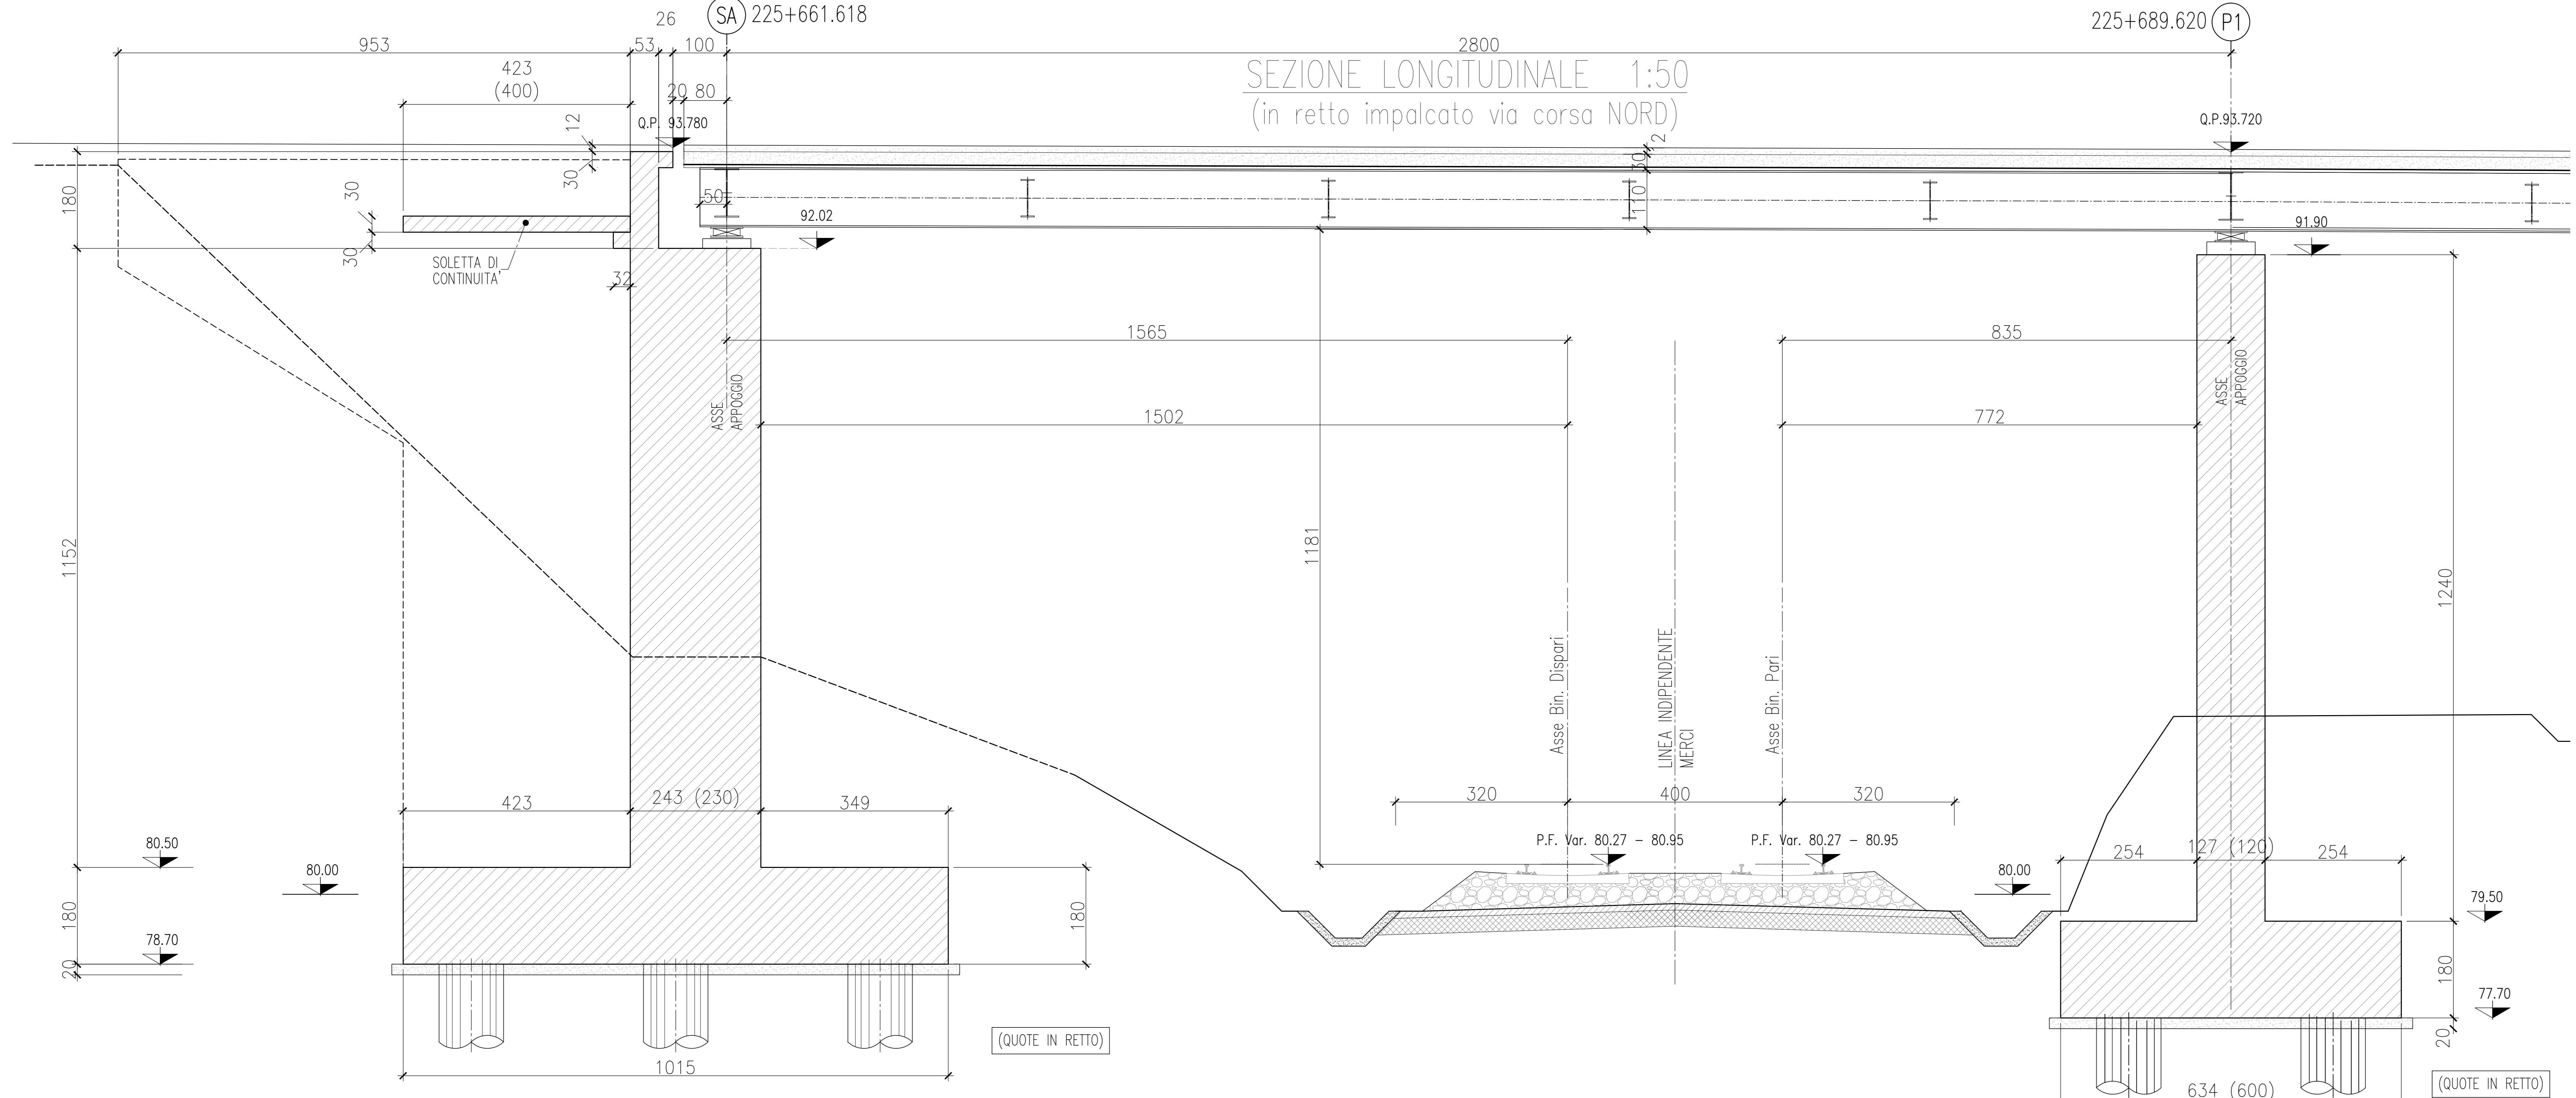 26
SA 225+661.618
225+689.620 P1
953
53
100
2800
SEZIONE LONGITUDINALE 1:50
(in retto impalcato via corsa NORD)
423
(400)
20 80
12
Q.P. 93.780
Q.P.93.720
2
30
30
110
180
30
50
92.02
91.90
30
SOLETTA DI
CONTINUITA'
32
1565
835
ASSE
APPOGGIO
ASSE
APPOGGIO
1502
772
1152
1181
1240
Asse Bin. Dispari
LINEA INDIPENDENTE
MERCI
Asse Bin. Pari
423
243 (230)
349
320
400
320
80.50
P.F. Var. 80.27 - 80.95
P.F. Var. 80.27 - 80.95
254
127 (120)
254
80.00
80.00
180
180
79.50
78.70
20
180
77.70
20
(QUOTE IN RETTO)
1015
634 (600)
(QUOTE IN RETTO)